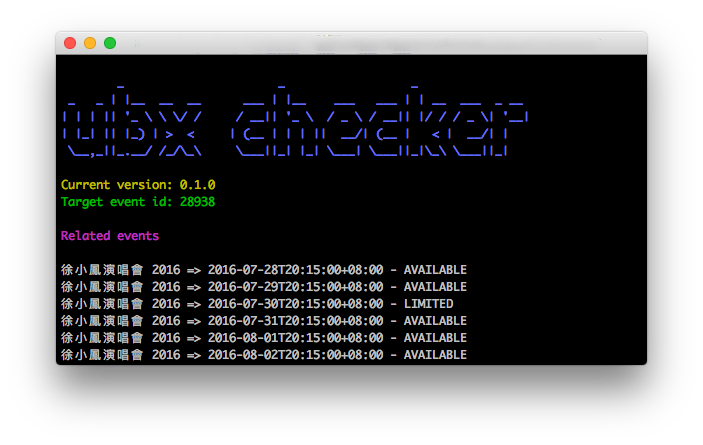 ubx checker
Current version: 0.1.0
Target event id: 28938
Related events
徐小鳳演唱會 2016 => 2016-07-28T20:15:00+08:00 - AVAILABLE
徐小鳳演唱會 2016 => 2016-07-29T20:15:00+08:00 - AVAILABLE
徐小鳳演唱會 2016 => 2016-07-30T20:15:00+08:00 - LIMITED
徐小鳳演唱會 2016 => 2016-07-31T20:15:00+08:00 - AVAILABLE
徐小鳳演唱會 2016 => 2016-08-01T20:15:00+08:00 - AVAILABLE
徐小鳳演唱會 2016 => 2016-08-02T20:15:00+08:00 - AVAILABLE